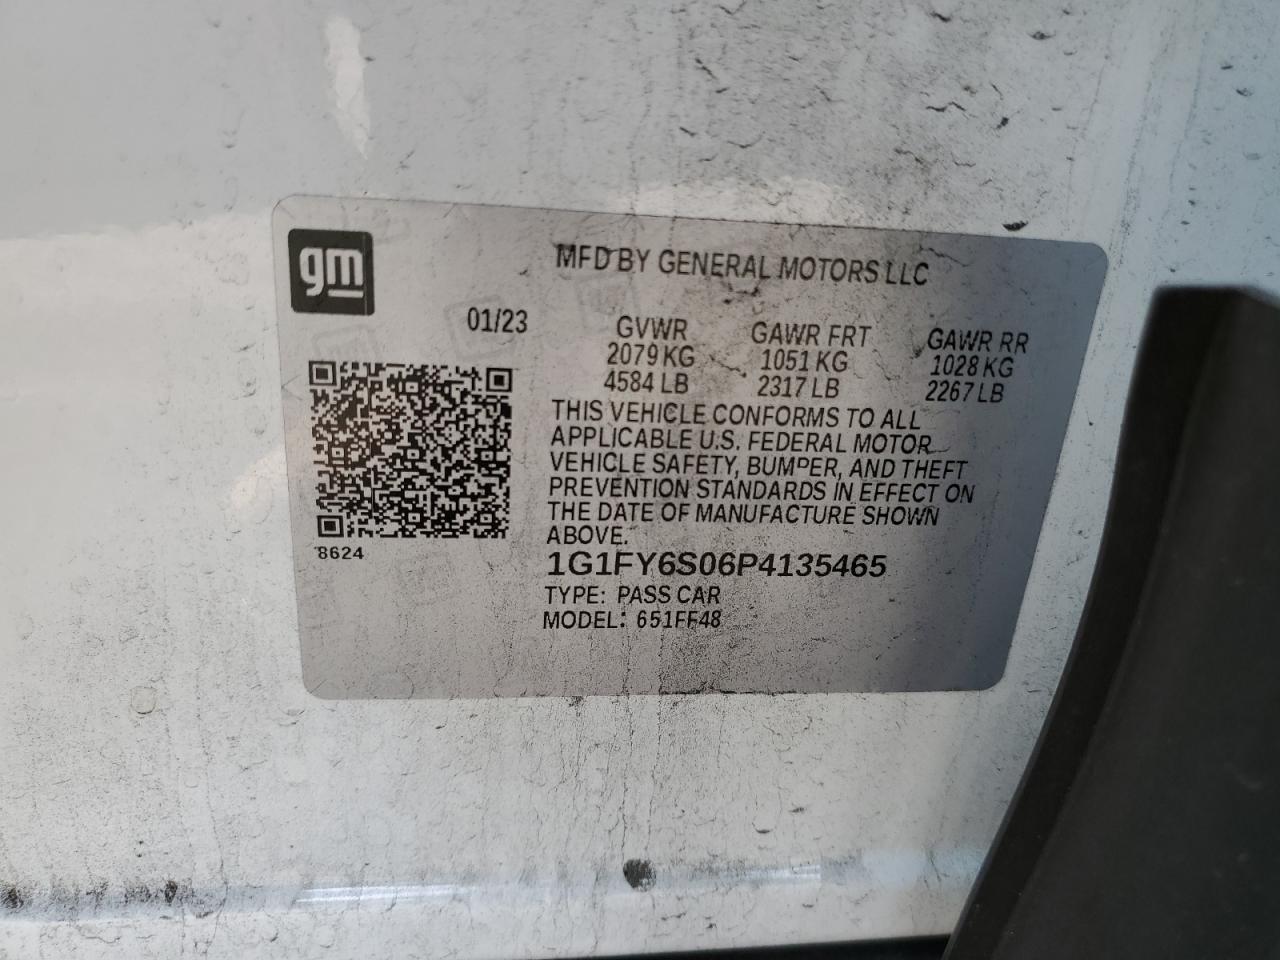 gm
MFD BY GENERAL MOTORS LLC
01/23
GVWR GAWR FRT GAWR RR
2079 KG 1051 KG 1028 KG
4584 LB 2317 LB 2267 LB
THIS VEHICLE CONFORMS TO ALL
APPLICABLE U.S. FEDERAL MOTOR
VEHICLE SAFETY, BUMPER, AND THEFT
PREVENTION STANDARDS IN EFFECT ON
THE DATE OF MANUFACTURE SHOWN
ABOVE.
8624
1G1FY6S06P4135465
TYPE: PASS CAR
MODEL: 651FF48